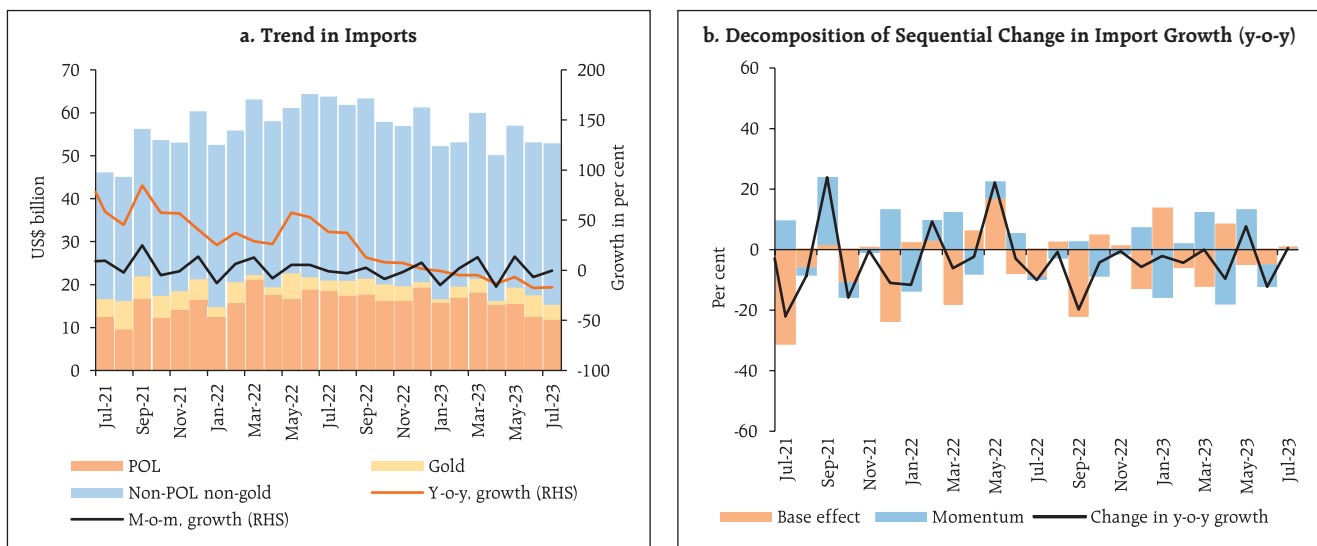 a. Trend in Imports
70
60
50
40
30
20
10
0
US$ billion
200
150
100
50
0
-50
-100
Growth in per cent
Jul-21
Sep-21
Nov-21
Jan-22
Mar-22
May-22
Jul-22
Sep-22
Nov-22
Jan-23
Mar-23
May-23
Jul-23
POL
Gold
Non-POL non-gold
Y-o-y, growth (RHS)
M-o-m, growth (RHS)
b. Decomposition of Sequential Change in Import Growth (y-o-y)
60
40
20
0
-20
-40
-60
Per cent
Jul-21
Sep-21
Nov-21
Jan-22
Mar-22
May-22
Jul-22
Sep-22
Nov-22
Jan-23
Mar-23
May-23
Jul-23
Base effect
Momentum
Change in y-o-y growth